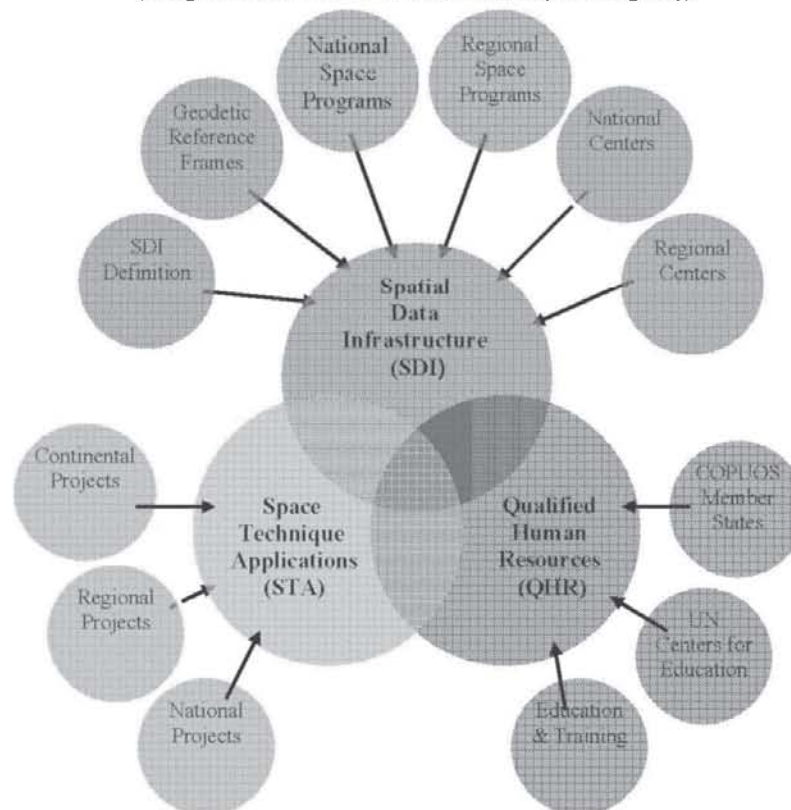 National
Space
Programs
Regional
Space
Programs
Geodetic
Reference
Frames
National
Centers
SDI
Definition
Regional
Centers
Spatial
Data
Infrastructure
(SDI)
Continental
Projects
Space
Technique
Applications
(STA)
Qualified
Human
Resources
(QHR)
COPUOS
Member
States
Regional
Projects
UN
Centers for
Education
National
Projects
Education
& Training